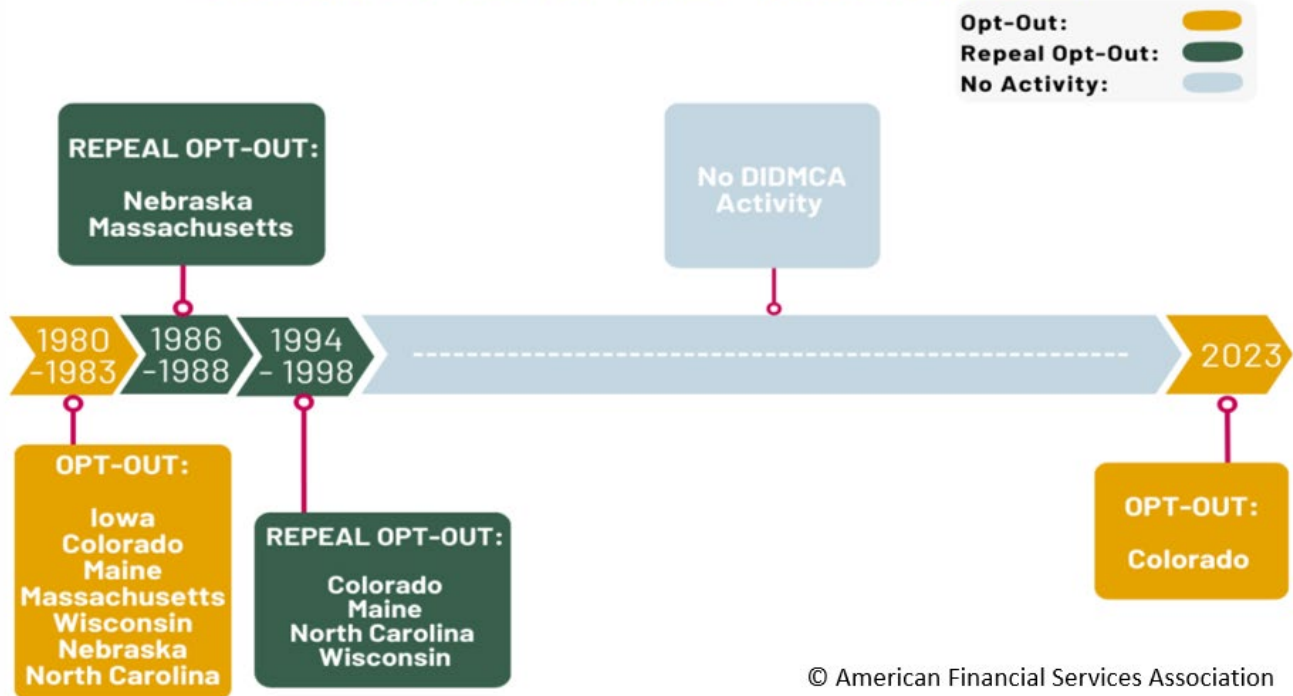 Opt-Out:
Repeal Opt-Out:
No Activity:
REPEAL OPT-OUT:
Nebraska
Massachusetts
No DIDMCA
Activity
1980
-1983
1986
-1988
1994
- 1998
2023
OPT-OUT:
Iowa
Colorado
Maine
Massachusetts
Wisconsin
Nebraska
North Carolina
REPEAL OPT-OUT:
Colorado
Maine
North Carolina
Wisconsin
OPT-OUT:
Colorado
© American Financial Services Association